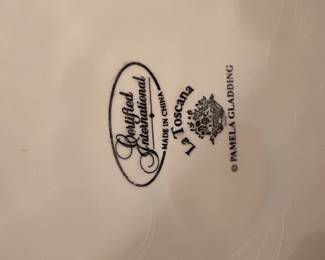 Certified
International
MADE IN CHINA
La Toscana
© PAMELA GLADDING